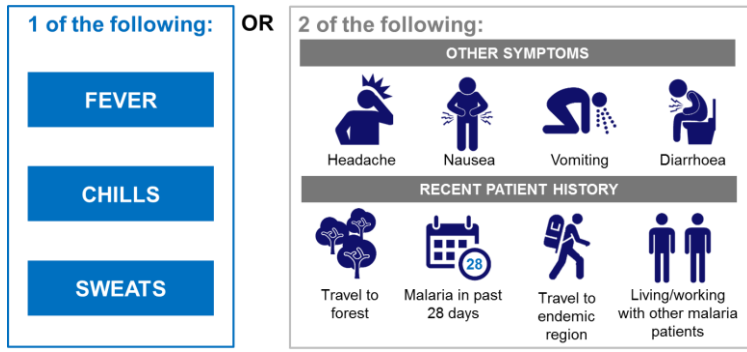 1 of the following:
OR
2 of the following:
FEVER
CHILLS
SWEATS
OTHER SYMPTOMS
Headache
Nausea
Vomiting
Diarrhoea
RECENT PATIENT HISTORY
28
Travel to
forest
Malaria in past
28 days
Travel to
endemic
region
Living/working
with other malaria
patients